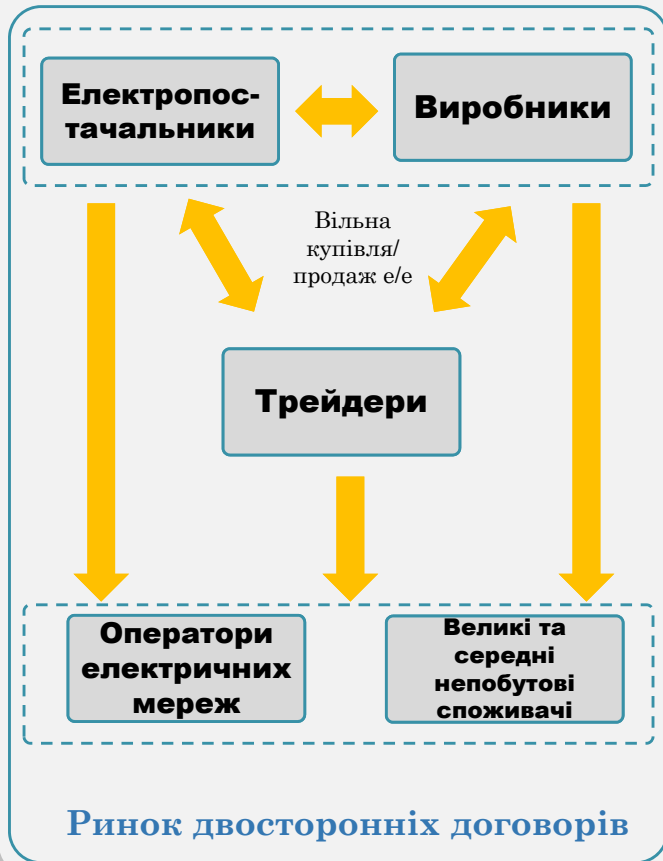 Електропос-
тачальники
Виробники
Вільна
купівля/
продаж е/е
Трейдери
Оператори
електричних
мереж
Великі та
середні
непобутові
споживачі
Ринок двосторонніх договорів